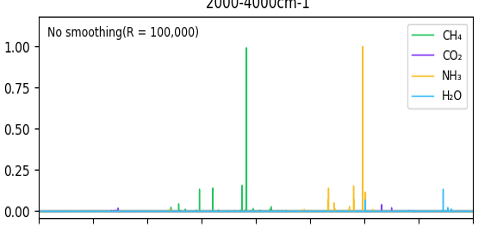 2000-4000cm-1
No smoothing(R = 100,000)
CH₄
CO₂
NH₃
H₂O
1.00
0.75
0.50
0.25
0.00